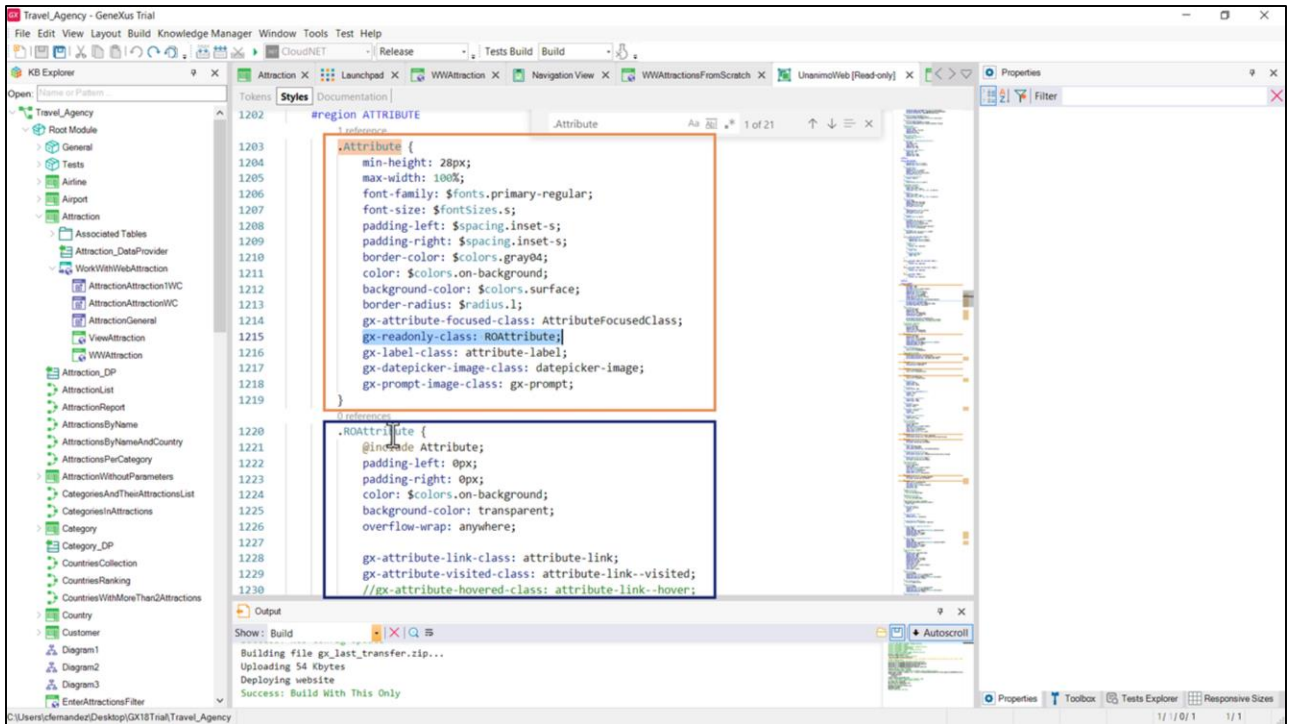 GX Travel_Agency - GeneXus Trial
File Edit View Layout Build Knowledge Manager Window Tools Test Help
.NET CloudNET Release Tests Build Build
KB Explorer
Open: Name or Pattern...
Travel_Agency
Root Module
General
Tests
Airline
Airport
Attraction
Associated Tables
Attraction_DataProvider
WorkWithWebAttraction
AttractionAttraction1WC
AttractionAttractionWC
AttractionGeneral
ViewAttraction
WWAttraction
Attraction_DP
AttractionList
AttractionReport
AttractionsByName
AttractionsByNameAndCountry
AttractionsPerCategory
AttractionWithoutParameters
CategoriesAndTheirAttractionsList
CategoriesInAttractions
Category
Category_DP
CountriesCollection
CountriesRanking
CountriesWithMoreThan2Attractions
Country
Customer
Diagram1
Diagram2
Diagram3
EnterAttractionsFilter
Attraction X Launchpad X WWAttraction X Navigation View X WWAttractionsFromScratch X UnanimoWeb [Read-only] X
Tokens Styles Documentation
.Attribute Aa 1 of 21
1202 #region ATTRIBUTE
1 reference
1203 .Attribute {
1204 min-height: 28px;
1205 max-width: 100%;
1206 font-family: $fonts.primary-regular;
1207 font-size: $fontSizes.s;
1208 padding-left: $spacing.inset-s;
1209 padding-right: $spacing.inset-s;
1210 border-color: $colors.gray04;
1211 color: $colors.on-background;
1212 background-color: $colors.surface;
1213 border-radius: $radius.l;
1214 gx-attribute-focused-class: AttributeFocusedClass;
1215 gx-readonly-class: ROAttribute;
1216 gx-label-class: attribute-label;
1217 gx-datepicker-image-class: datepicker-image;
1218 gx-prompt-image-class: gx-prompt;
1219 }
0 references
1220 .ROAttribute {
1221 @include Attribute;
1222 padding-left: 0px;
1223 padding-right: 0px;
1224 color: $colors.on-background;
1225 background-color: transparent;
1226 overflow-wrap: anywhere;
1227
1228 gx-attribute-link-class: attribute-link;
1229 gx-attribute-visited-class: attribute-link--visited;
1230 //gx-attribute-hovered-class: attribute-link--hover;
Output
Show: Build Autoscroll
Building file gx_last_transfer.zip...
Uploading 54 Kbytes
Deploying website
Success: Build With This Only
Properties
Filter
Properties Toolbox Tests Explorer Responsive Sizes
C:\Users\cfernandez\Desktop\GX18Trial\Travel_Agency 1/1/0/1 1/1